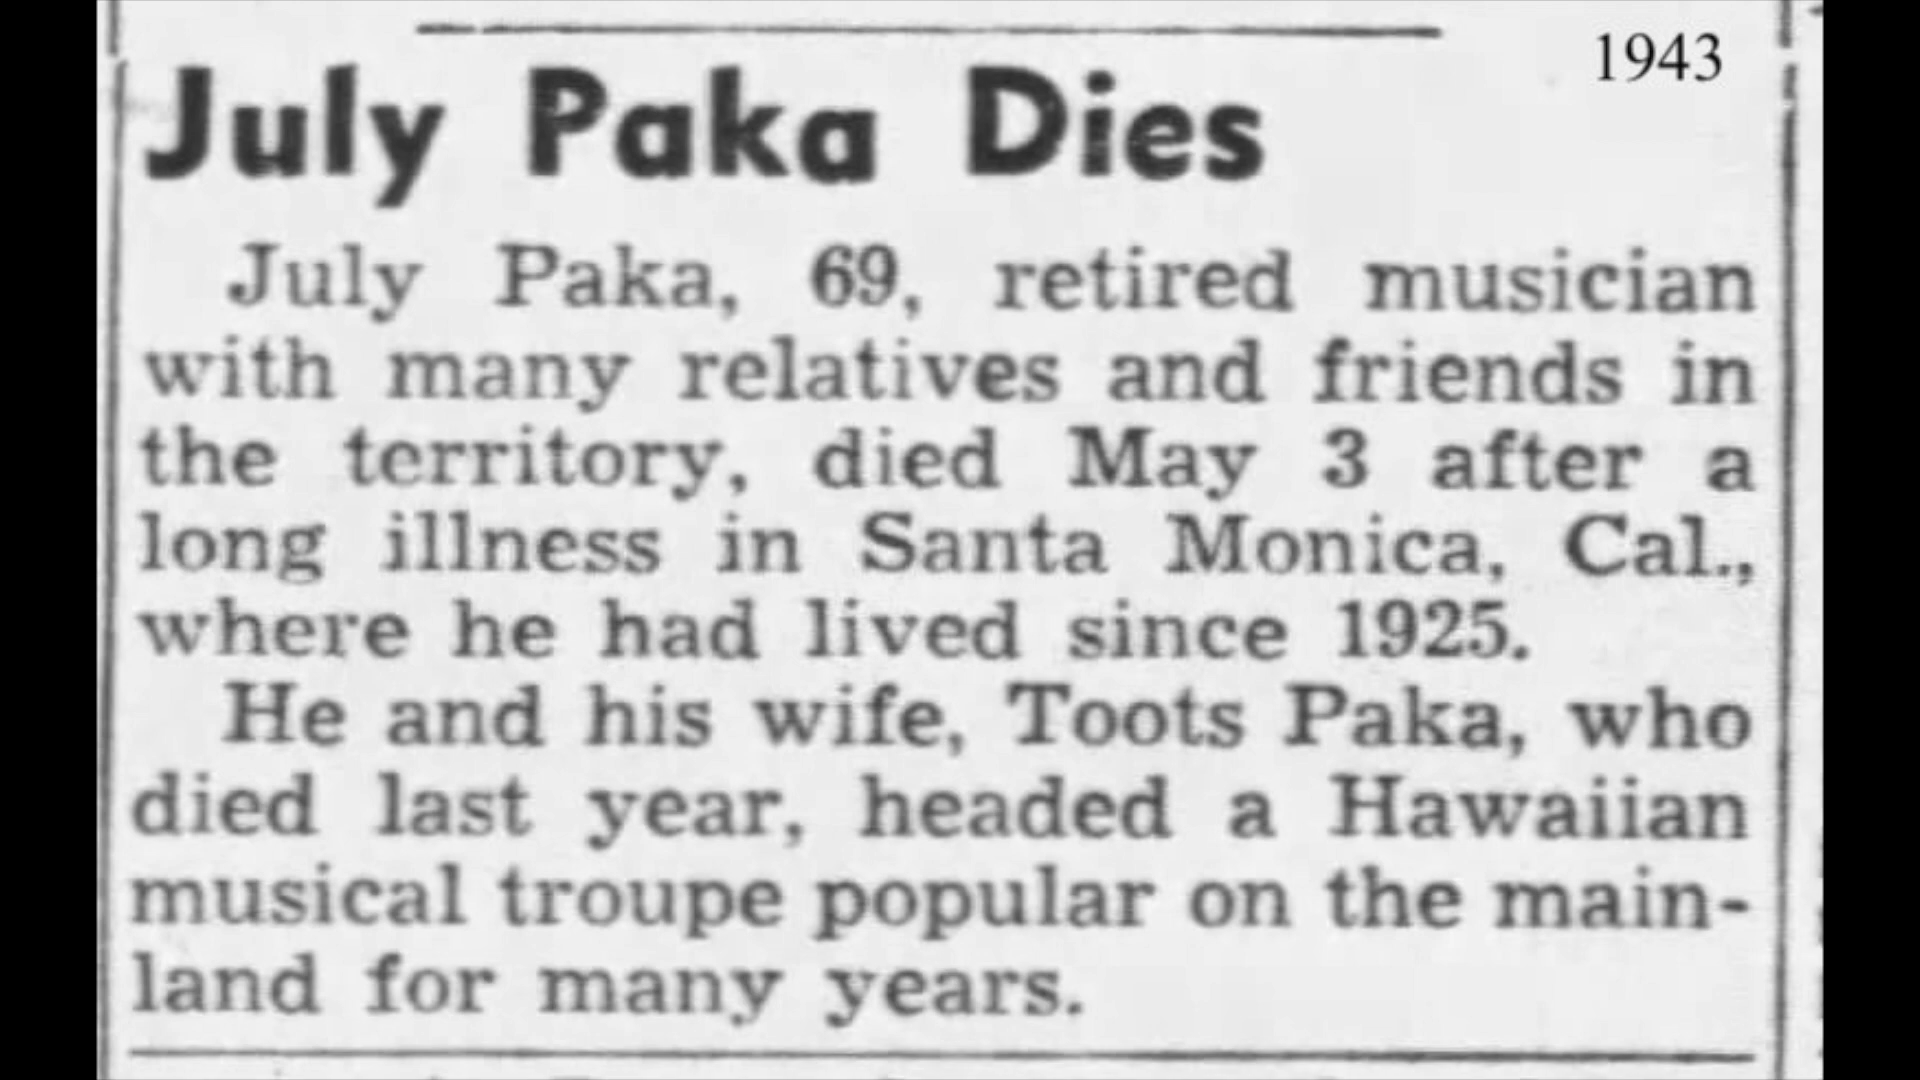 1943
July Paka Dies
July Paka, 69, retired musician
with many relatives and friends in
the territory, died May 3 after a
long illness in Santa Monica, Cal.,
where he had lived since 1925.
He and his wife, Toots Paka, who
died last year, headed a Hawaiian
musical troupe popular on the main-
land for many years.